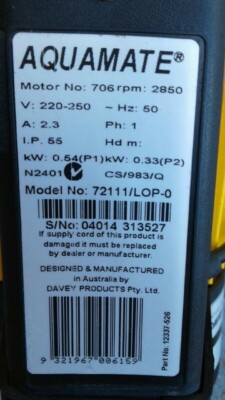 AQUAMATE®
Motor No: 706 rpm: 2850
V: 220-250 ~ Hz: 50
A: 2.3 Ph: 1
I.P. 55 Hd m:
kW: 0.54(P1) kW: 0.33(P2)
N2401 CS/983/Q
Model No: 72111/LOP-0
S/No: 04014 313527
If supply cord of this product is
damaged it must be replaced
by dealer or manufacturer.
DESIGNED & MANUFACTURED
in Australia by
DAVEY PRODUCTS Pty. Ltd.
9 321967 006159
Part No. 12337-526